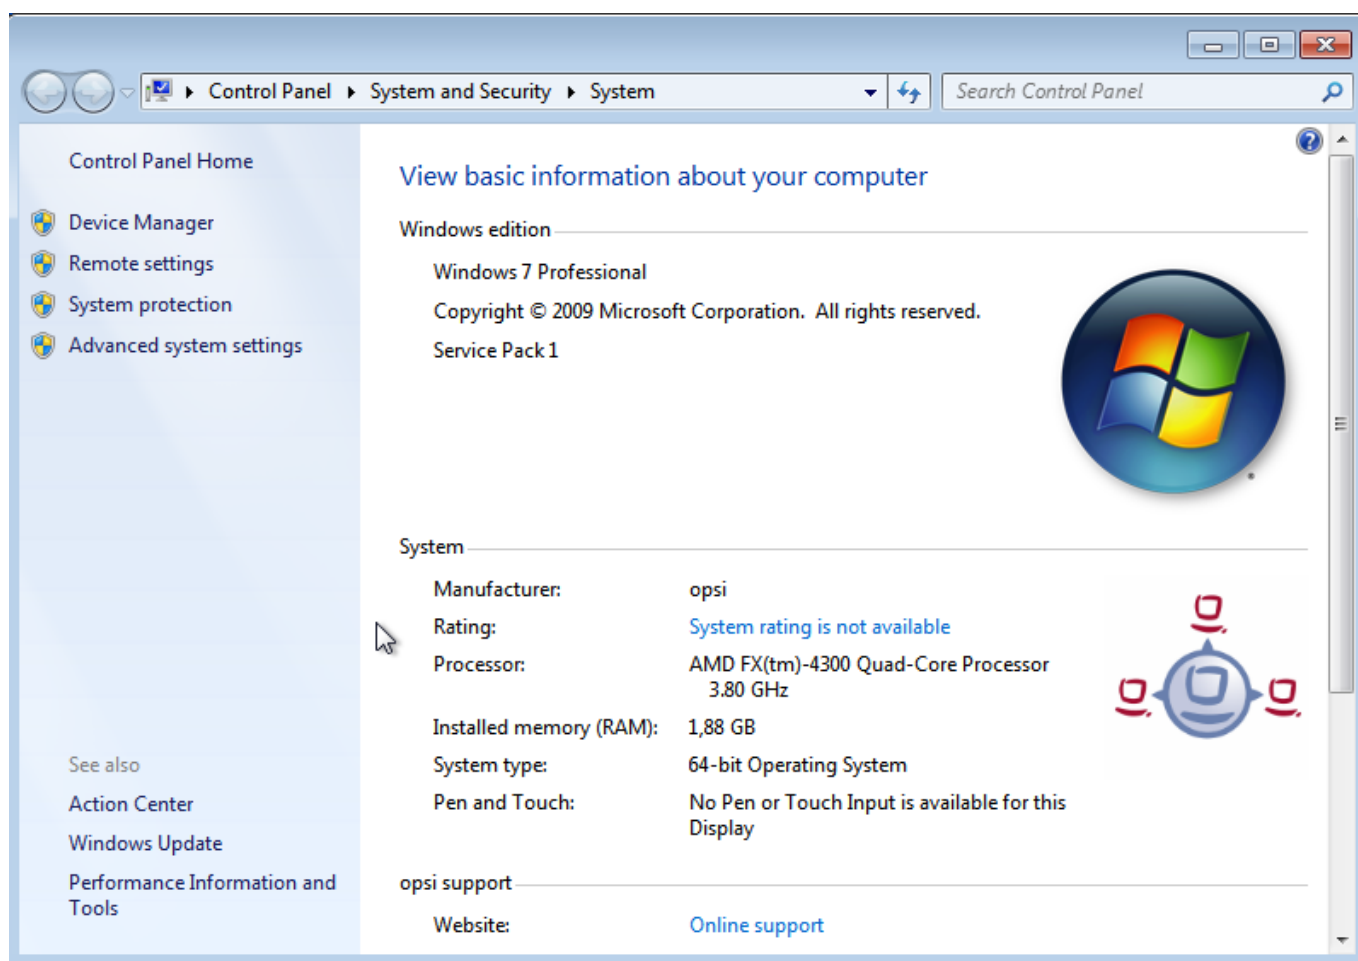 Control Panel ▸ System and Security ▸ System
Search Control Panel
Control Panel Home
Device Manager
Remote settings
System protection
Advanced system settings
See also
Action Center
Windows Update
Performance Information and
Tools
View basic information about your computer
Windows edition
Windows 7 Professional
Copyright © 2009 Microsoft Corporation.  All rights reserved.
Service Pack 1
System
Manufacturer: opsi
Rating: System rating is not available
Processor: AMD FX(tm)-4300 Quad-Core Processor
3.80 GHz
Installed memory (RAM): 1,88 GB
System type: 64-bit Operating System
Pen and Touch: No Pen or Touch Input is available for this
Display
opsi support
Website: Online support